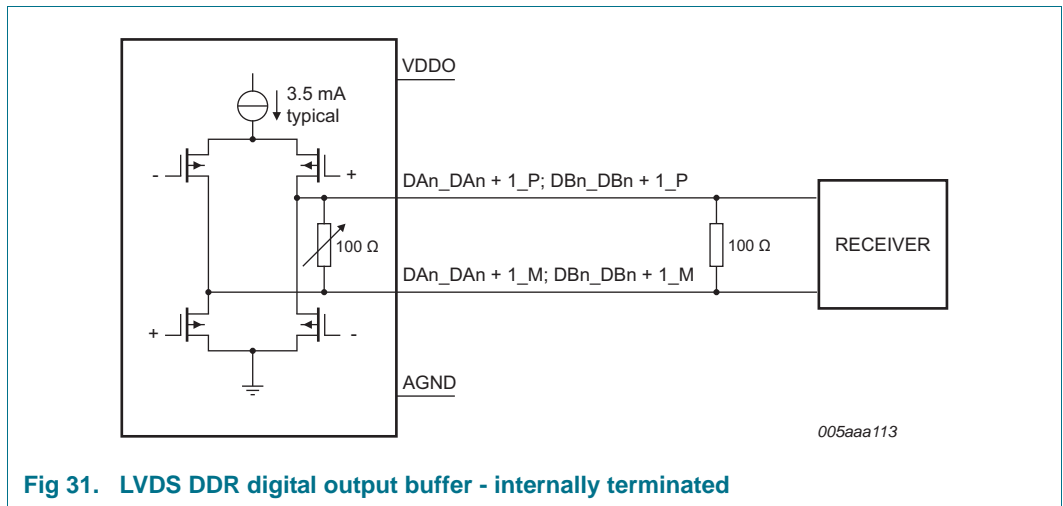 VDDO
3.5 mA
typical
-
+
DAn_DAn + 1_P; DBn_DBn + 1_P
100 Ω
100 Ω
RECEIVER
DAn_DAn + 1_M; DBn_DBn + 1_M
+
-
AGND
005aaa113
Fig 31. LVDS DDR digital output buffer - internally terminated